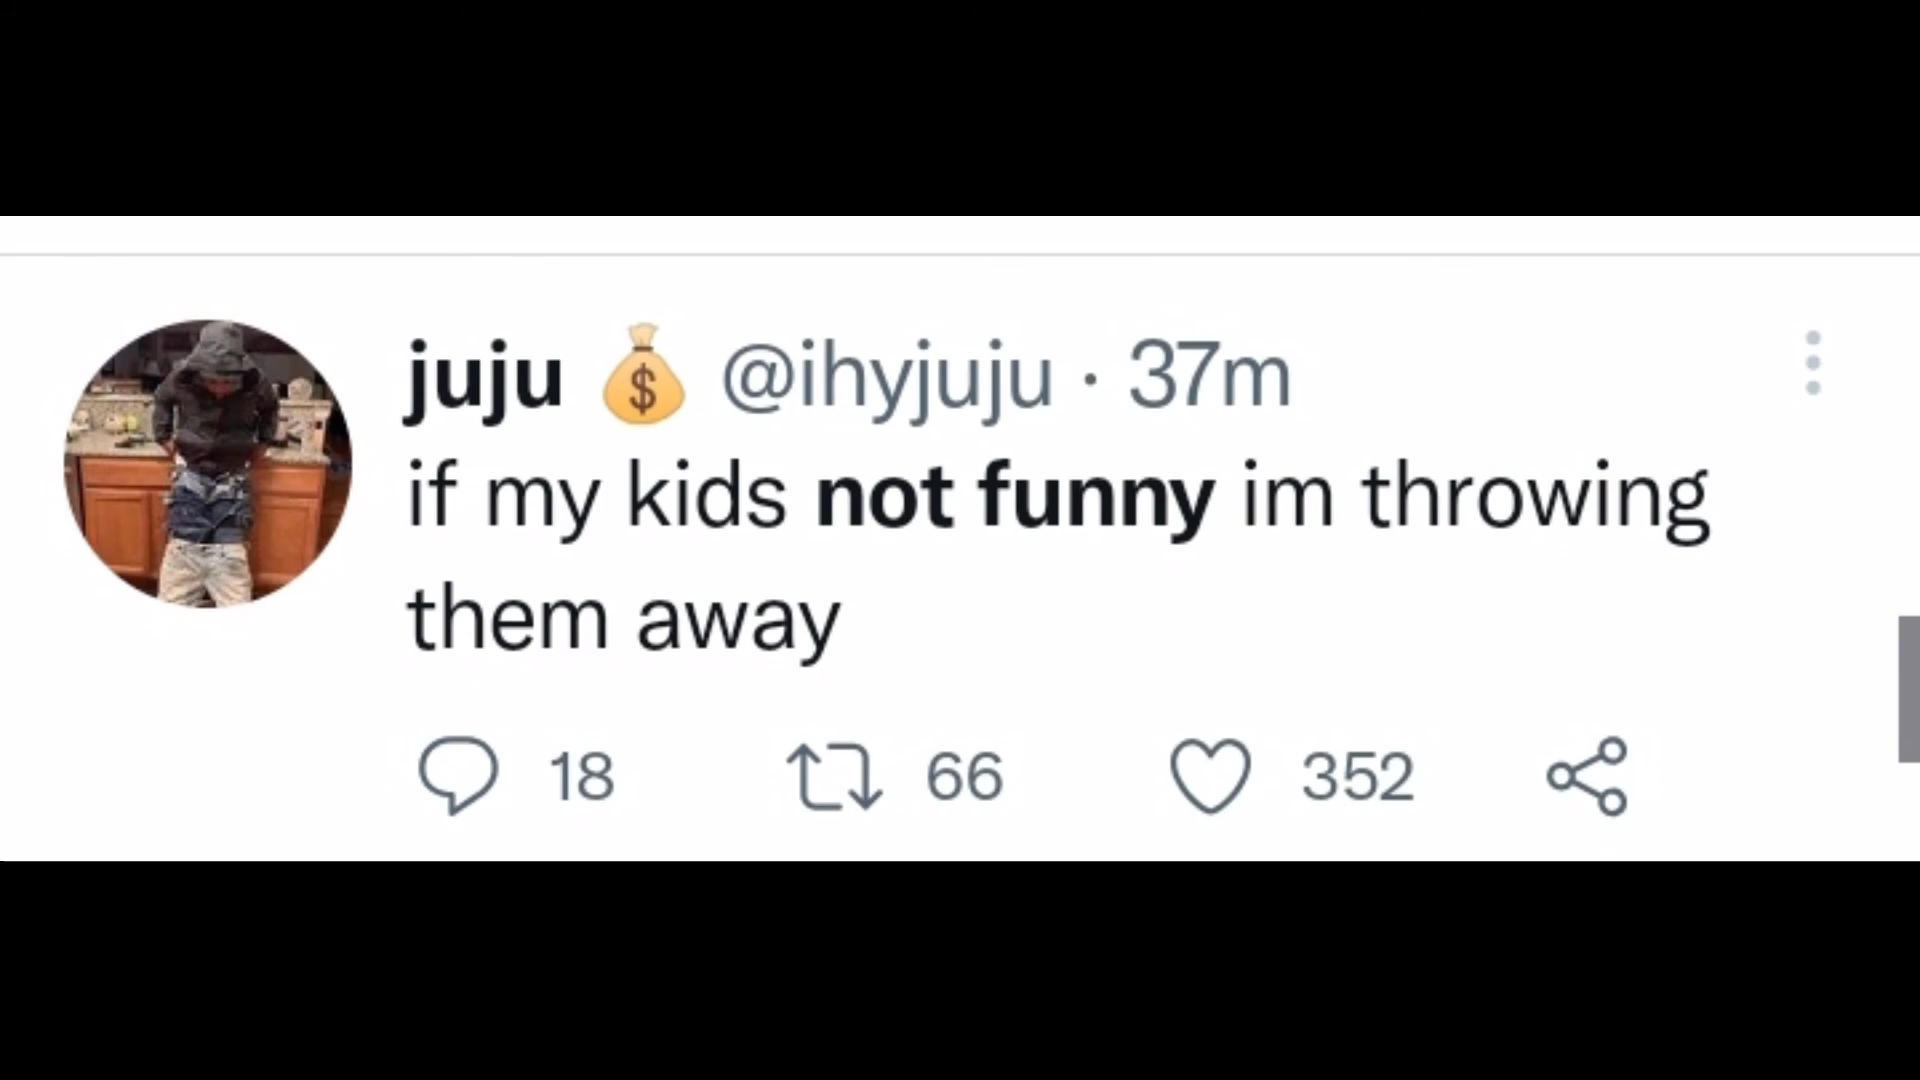 juju 💰 @ihyjuju · 37m
if my kids not funny im throwing
them away
18 66 352